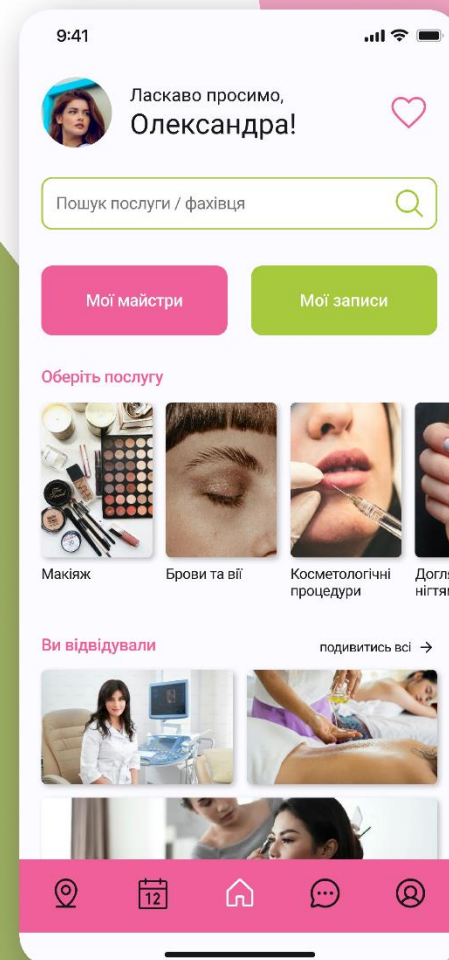 9:41
Ласкаво просимо,
Олександра!
Пошук послуги / фахівця
Мої майстри
Мої записи
Оберіть послугу
Макіяж
Брови та вії
Косметологічні
процедури
Ви відвідували
подивитись всі →
12